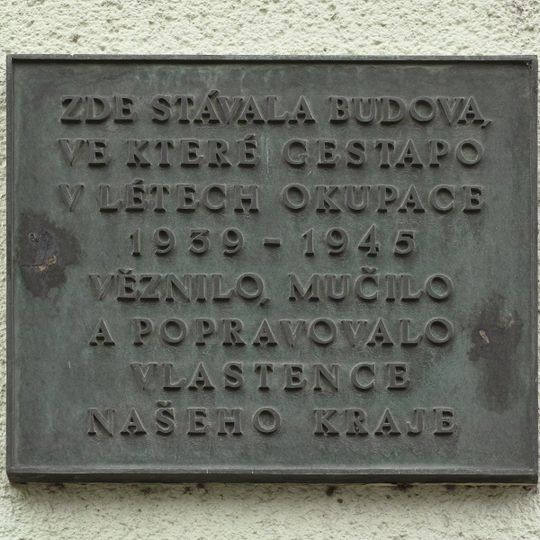 ZDE STÁVALA BUDOVA,
VE KTERÉ GESTAPO
V LÉTECH OKUPACE
1939 - 1945
VĚZNILO, MUČILO
A POPRAVOVALO
VLASTENCE
NAŠEHO KRAJE